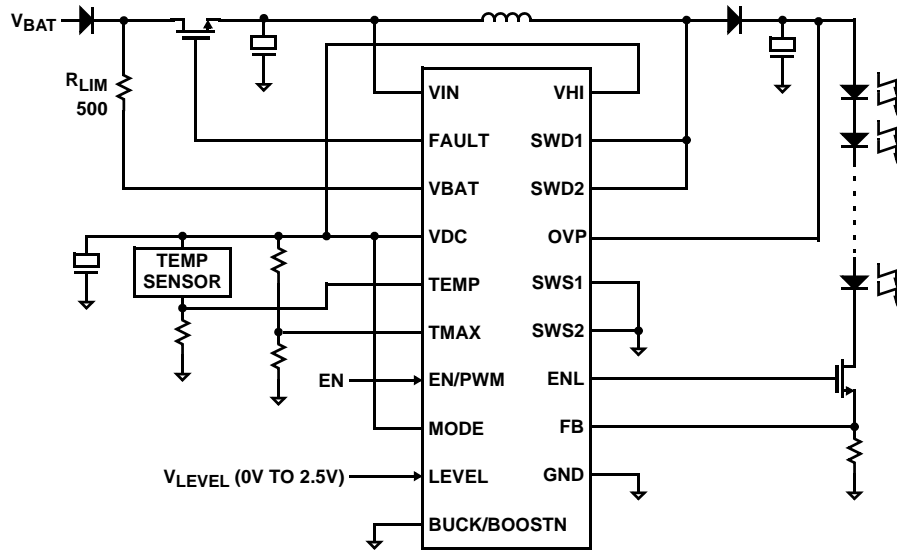 VBAT
RLIM
500
VIN
VHI
FAULT
SWD1
VBAT
SWD2
VDC
OVP
TEMP
SENSOR
TEMP
SWS1
TMAX
SWS2
EN
EN/PWM
ENL
MODE
FB
VLEVEL (0V TO 2.5V)
LEVEL
GND
BUCK/BOOSTN